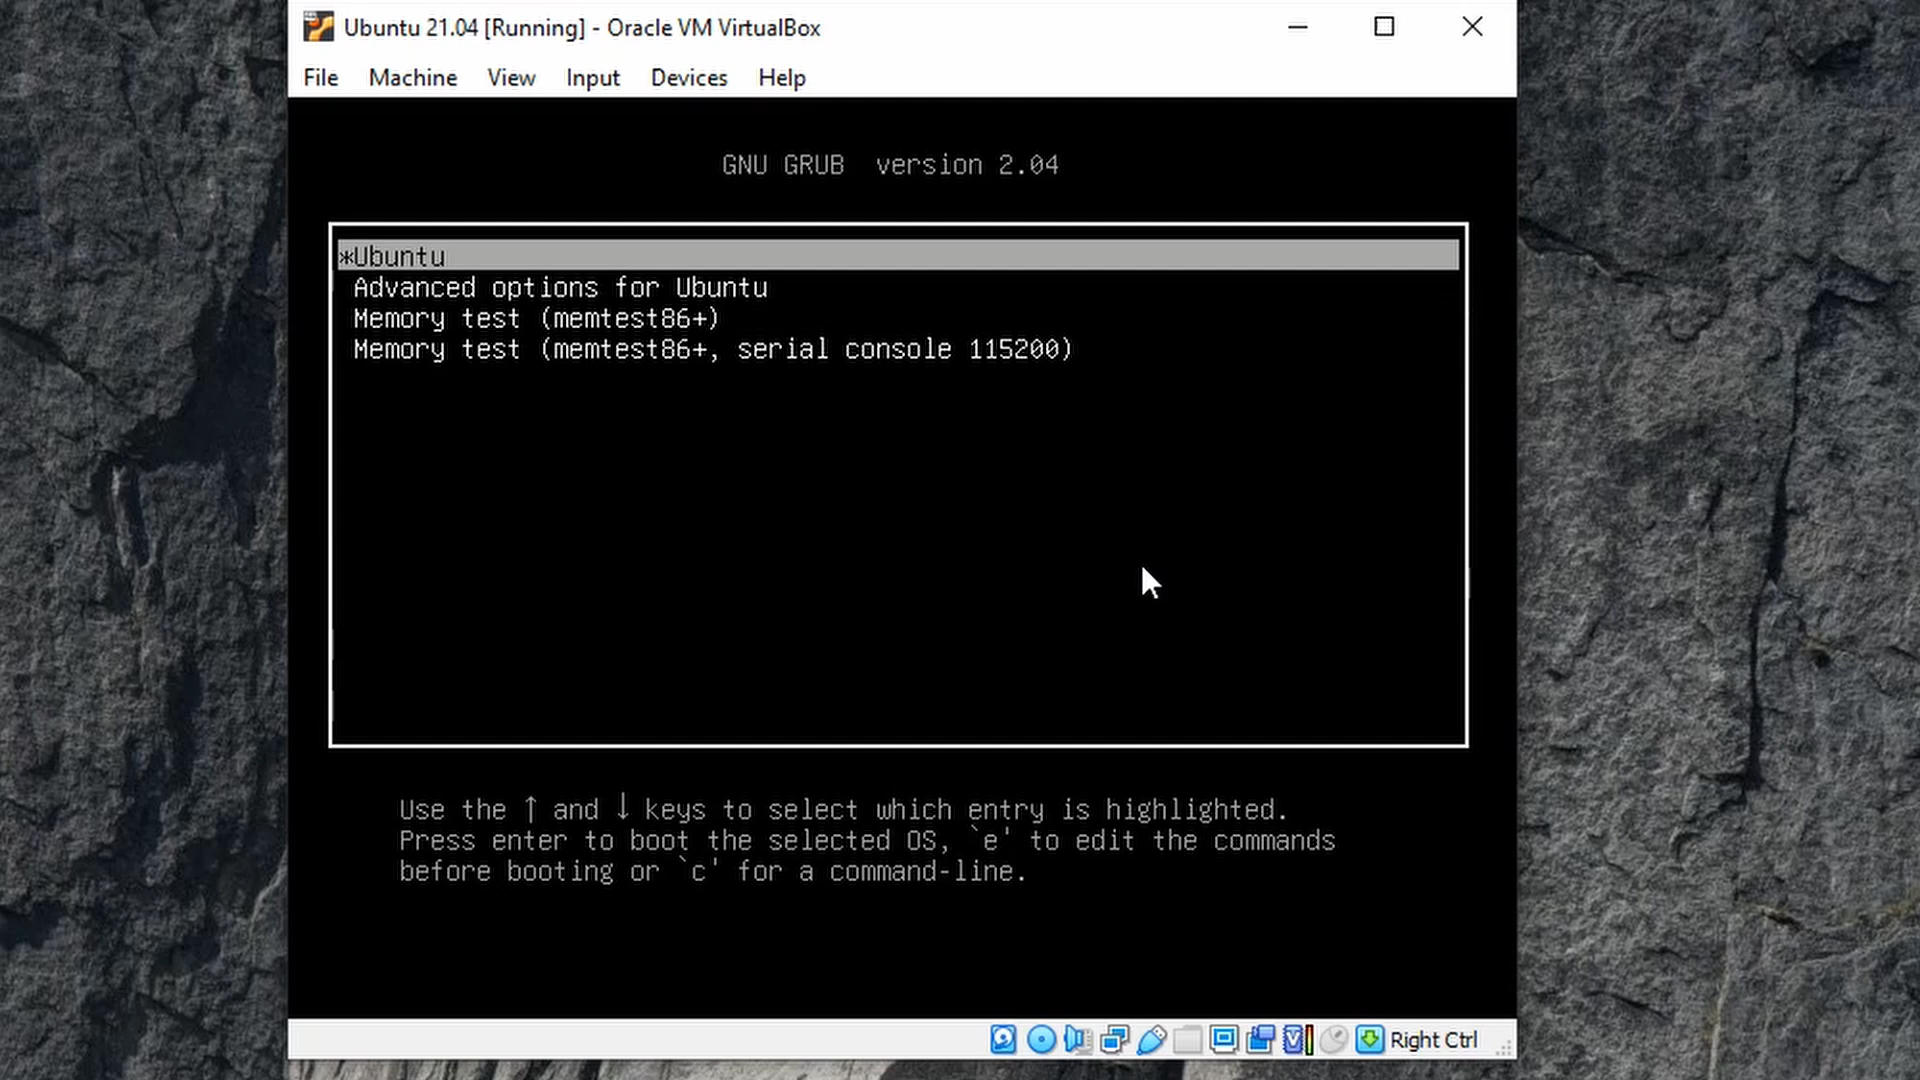 Ubuntu 21.04 [Running] - Oracle VM VirtualBox
File Machine View Input Devices Help
GNU GRUB version 2.04
*Ubuntu
Advanced options for Ubuntu
Memory test (memtest86+)
Memory test (memtest86+, serial console 115200)
Use the ↑ and ↓ keys to select which entry is highlighted.
Press enter to boot the selected OS, `e' to edit the commands
before booting or `c' for a command-line.
Right Ctrl